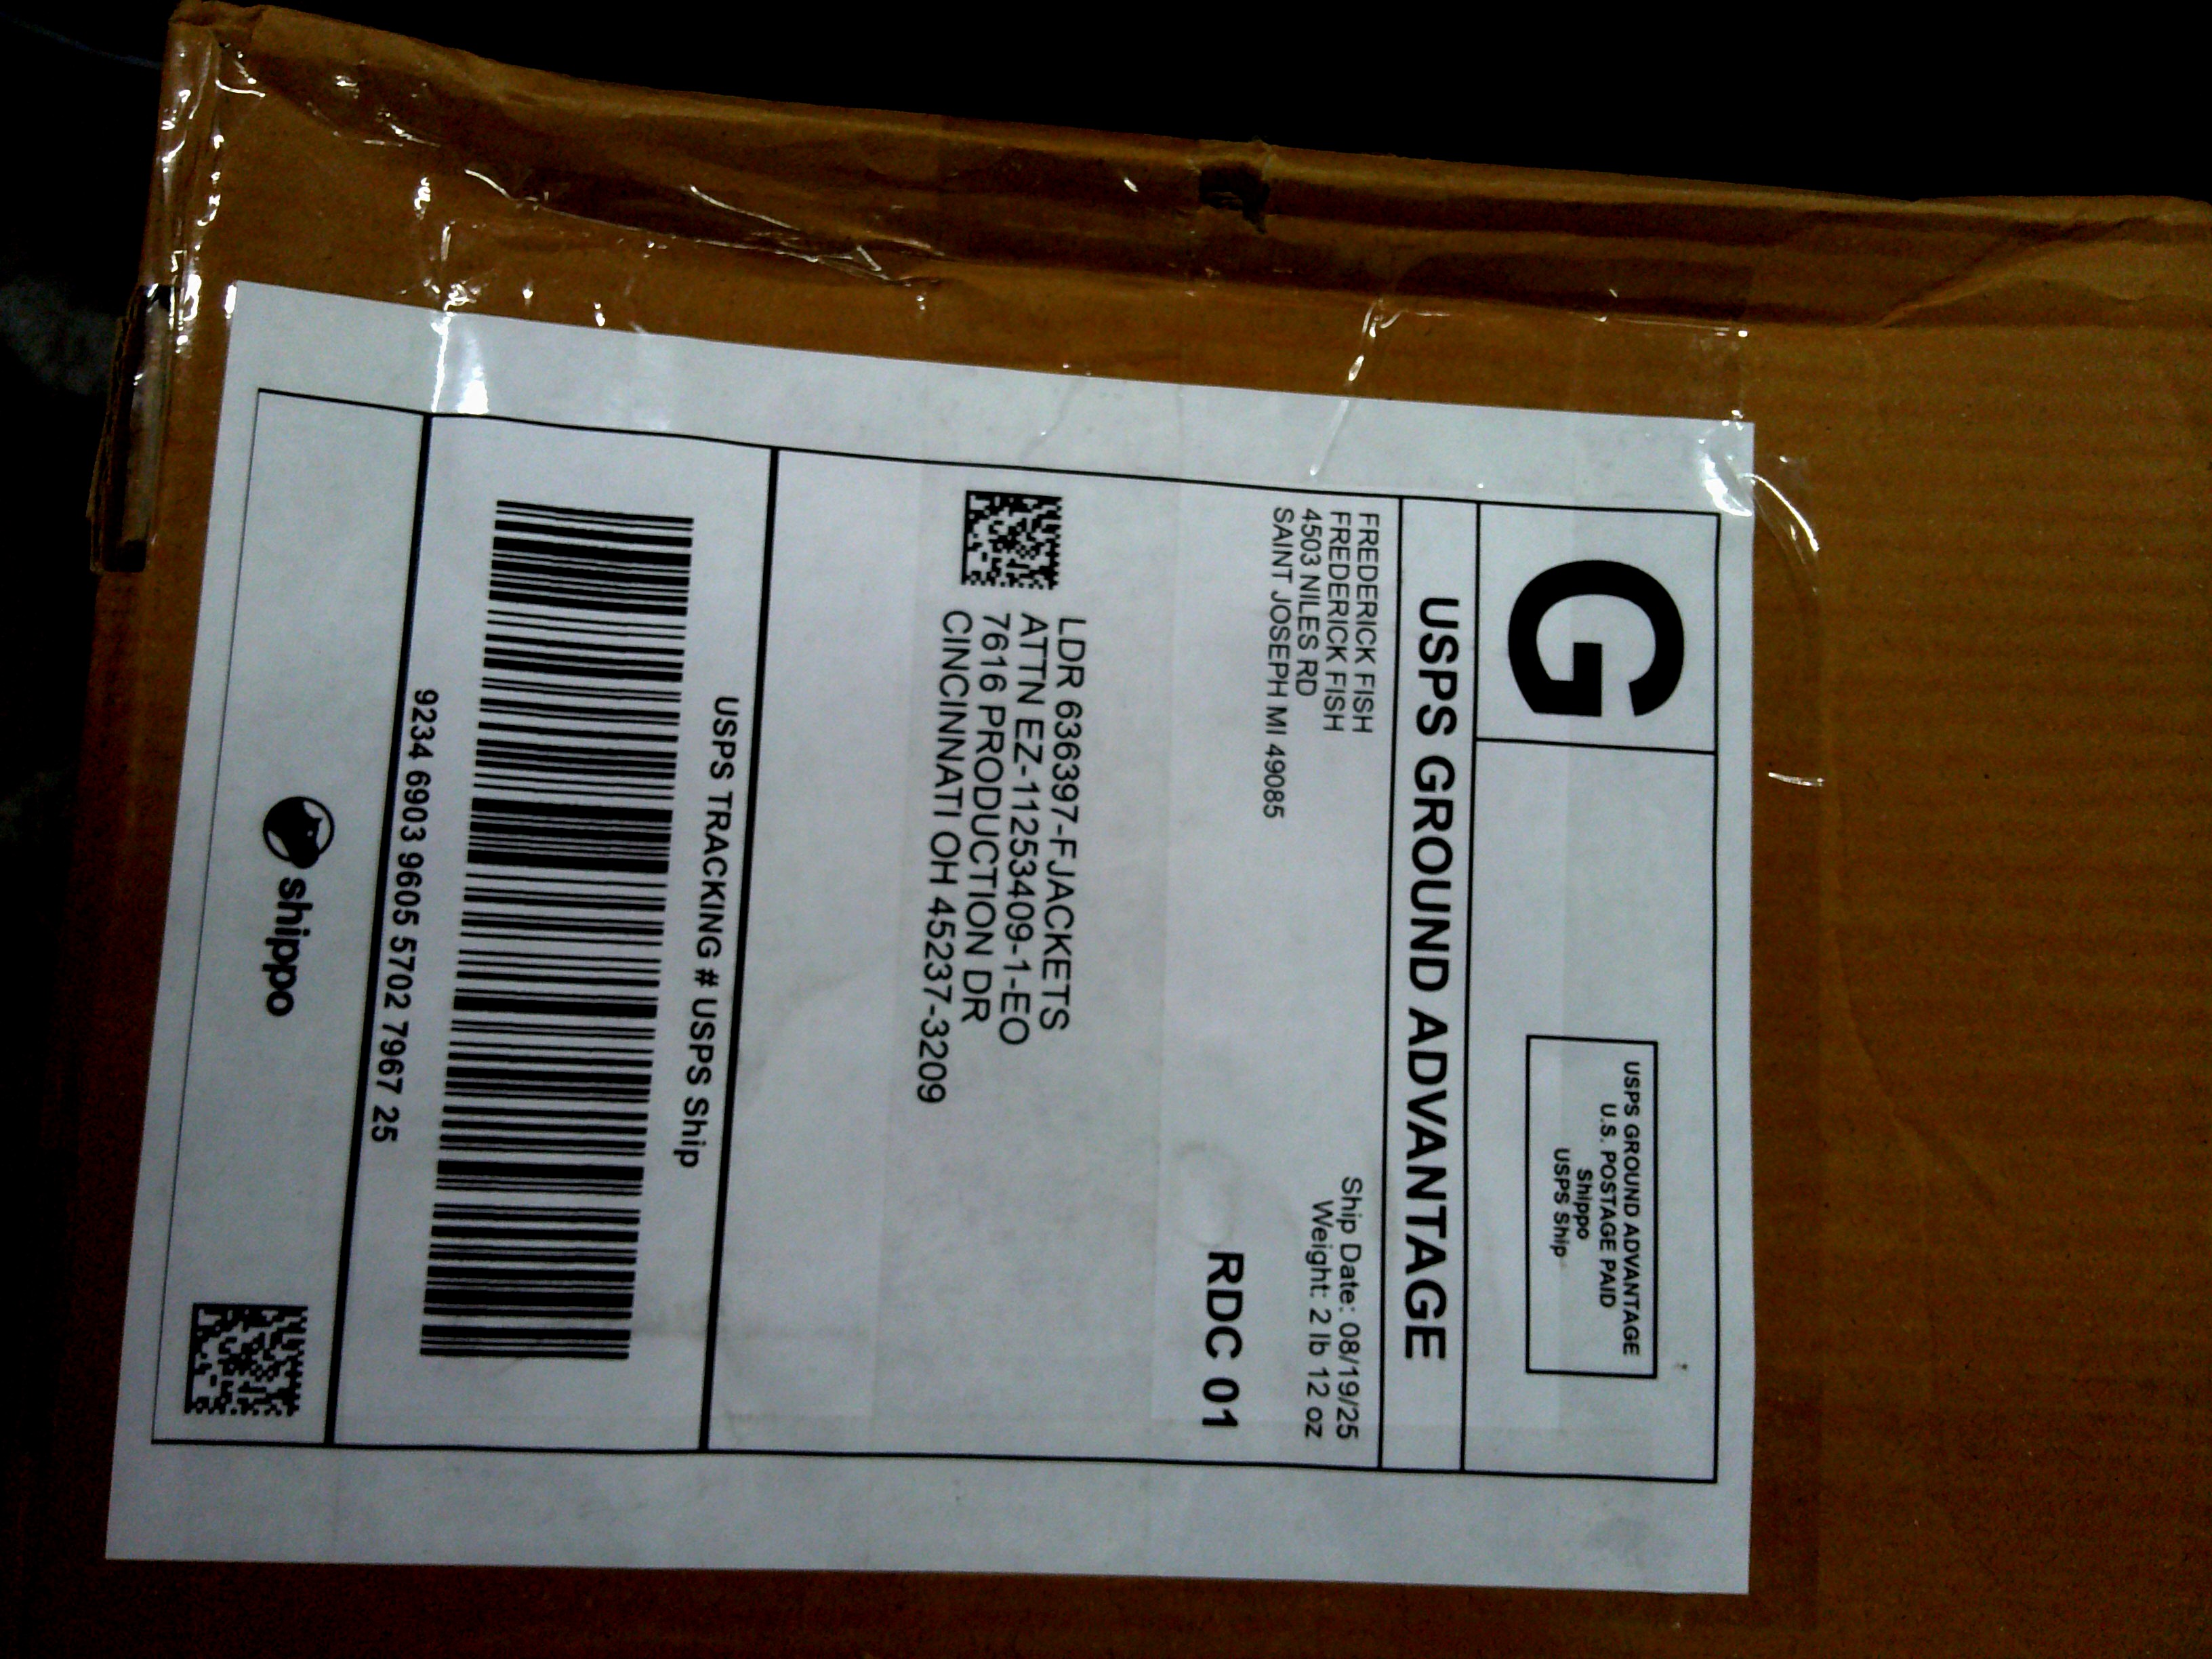 G
USPS GROUND ADVANTAGE
U.S. POSTAGE PAID
Shippo
USPS Ship
USPS GROUND ADVANTAGE
FREDERICK FISH
FREDERICK FISH
4503 NILES RD
SAINT JOSEPH MI 49085
Ship Date: 08/19/25
Weight: 2 lb 12 oz
RDC 01
LDR 636397-FJACKETS
ATTN EZ-11253409-1-EO
7616 PRODUCTION DR
CINCINNATI OH 45237-3209
USPS TRACKING # USPS Ship
9234 6903 9605 5702 7967 25
shippo